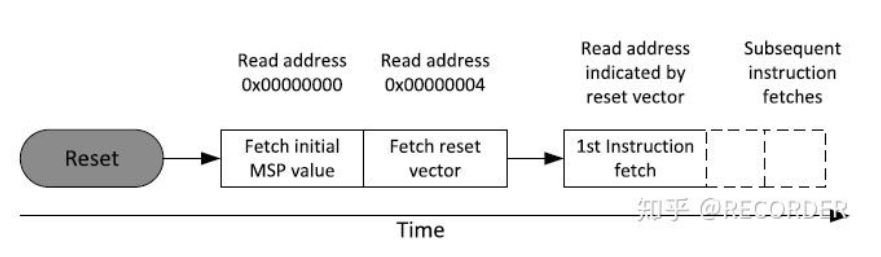 Read address
0x00000000
Read address
0x00000004
Read address
indicated by
reset vector
Subsequent
instruction
fetches
Reset
Fetch initial
MSP value
Fetch reset
vector
1st Instruction
fetch
知乎 @RECORDER
Time